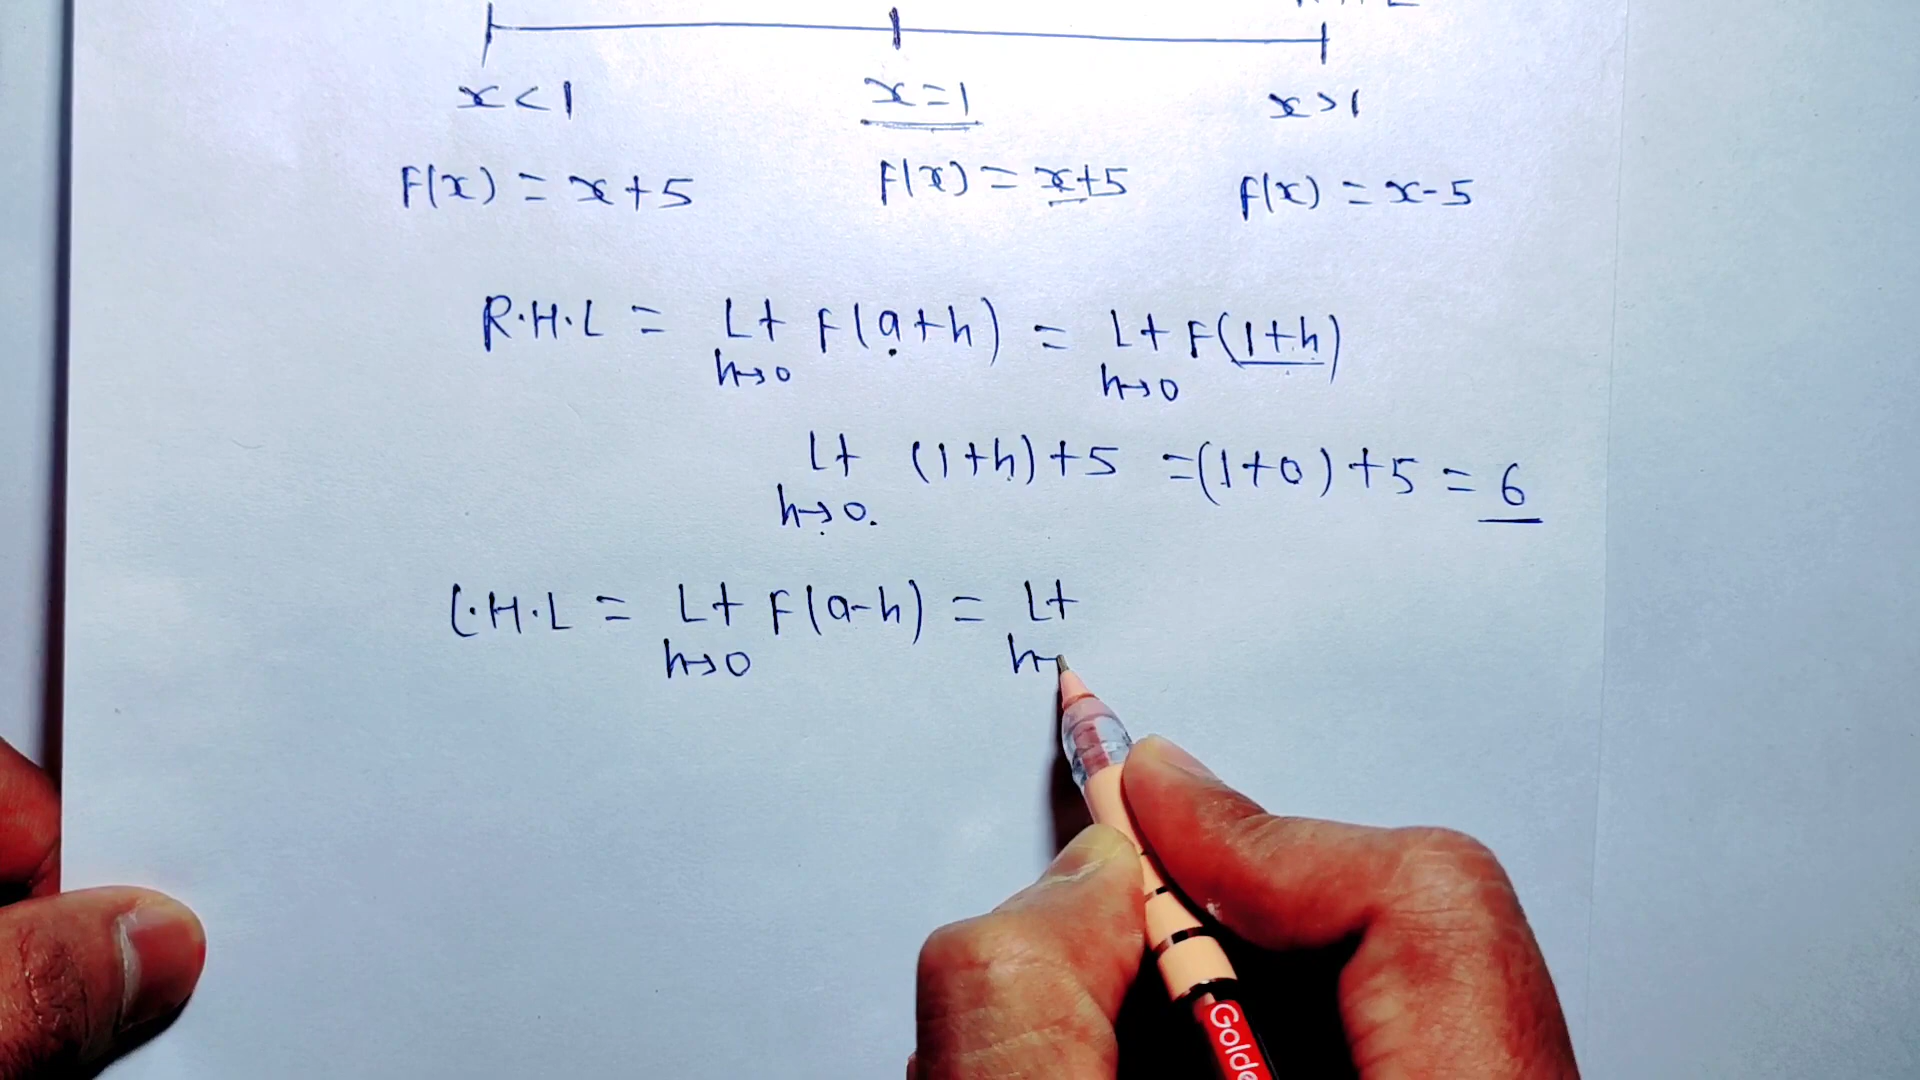 x<1 x=1 x>1
F(x) = x+5 F(x) = x+5 F(x) = x-5
R.H.L = Lt F(a+h) = Lt F(1+h)
h→0 h→0
Lt (1+h)+5 =(1+0)+5 = 6
h→0.
L.H.L = Lt F(a-h) = Lt
h→0 h→
Golde